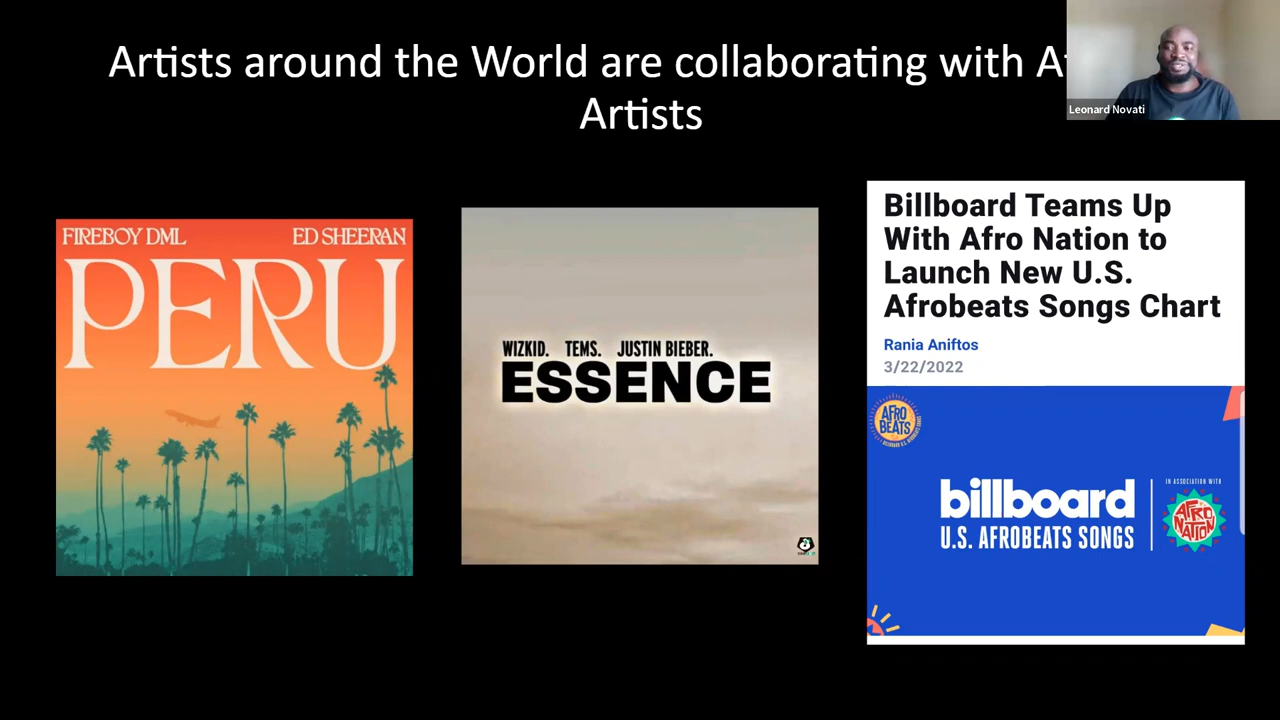 Artists around the World are collaborating with
Artists
Leonard Novati
FIREBOY DML ED SHEERAN
PERU
WIZKID. TEMS. JUSTIN BIEBER.
ESSENCE
Billboard Teams Up
With Afro Nation to
Launch New U.S.
Afrobeats Songs Chart
Rania Aniftos
3/22/2022
AFRO
BEATS
billboard
U.S. AFROBEATS SONGS
IN ASSOCIATION WITH
AFRO
NATION